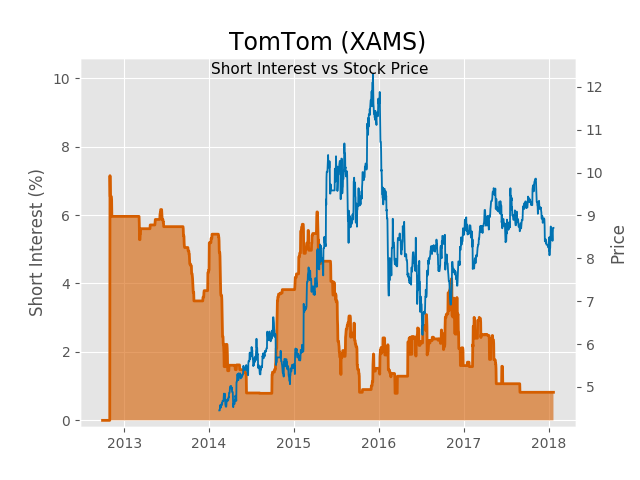 TomTom (XAMS)
Short Interest vs Stock Price
Short Interest (%)
10
8
6
4
2
0
12
11
10
9
8
7
6
5
Price
2013 2014 2015 2016 2017 2018